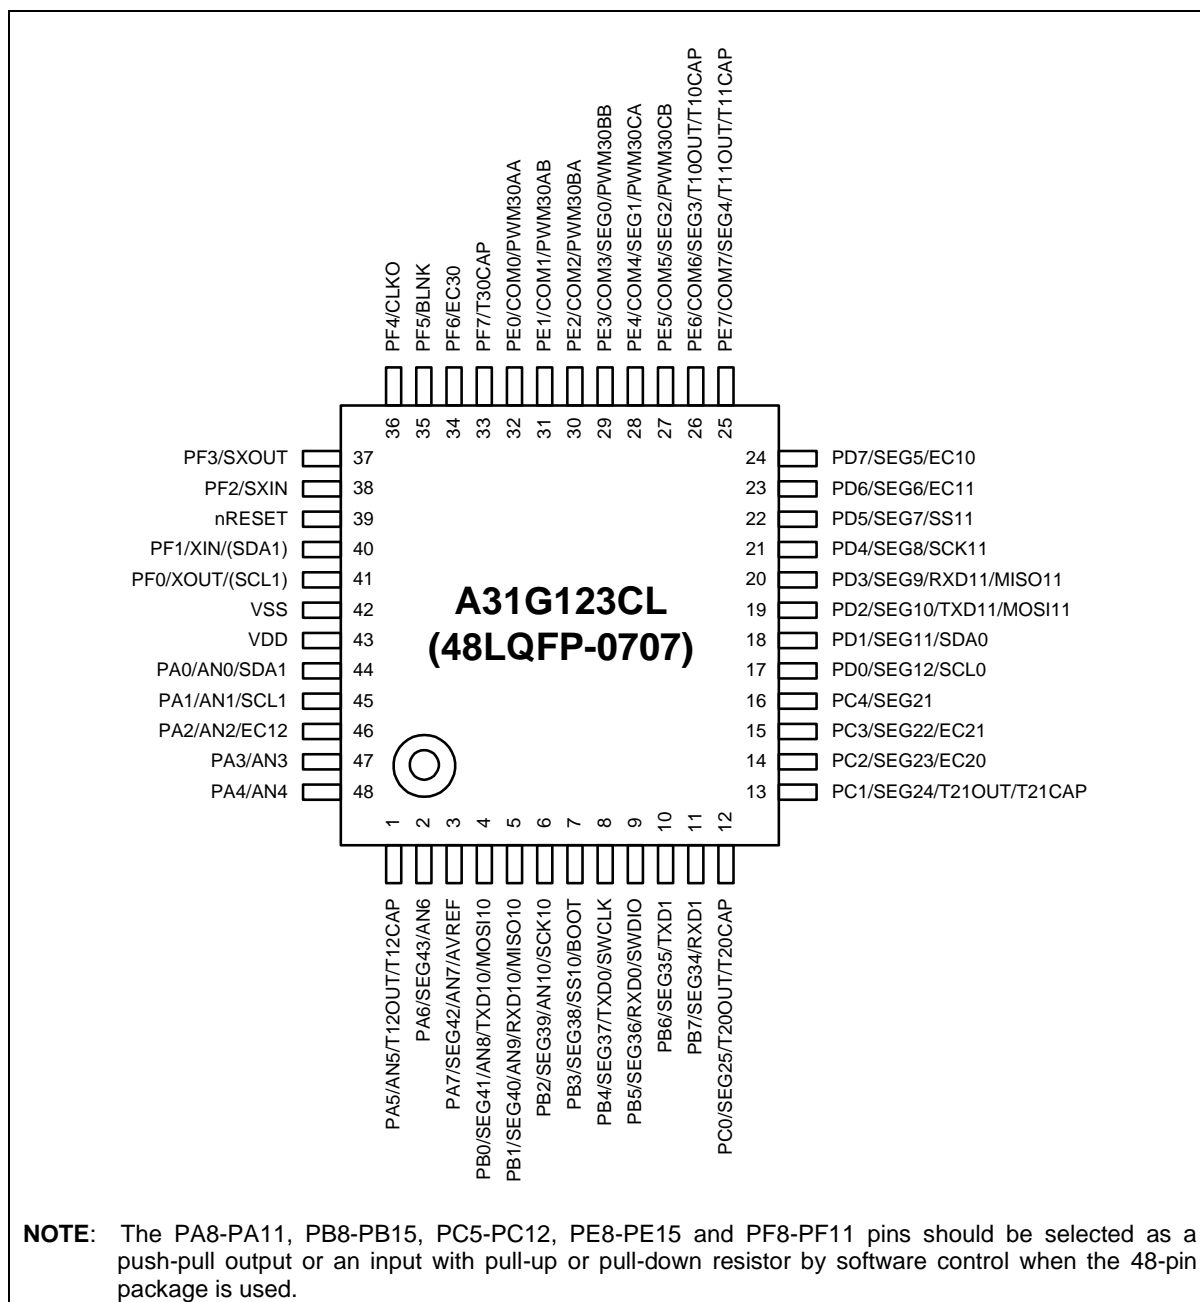 PF4/CLKO
PF5/BLNK
PF6/EC30
PF7/T30CAP
PE0/COM0/PWM30AA
PE1/COM1/PWM30AB
PE2/COM2/PWM30BA
PE3/COM3/SEG0/PWM30BB
PE4/COM4/SEG1/PWM30CA
PE5/COM5/SEG2/PWM30CB
PE6/COM6/SEG3/T10OUT/T10CAP
PE7/COM7/SEG4/T11OUT/T11CAP
36
35
34
33
32
31
30
29
28
27
26
25
PF3/SXOUT 37
PF2/SXIN 38
nRESET 39
PF1/XIN/(SDA1) 40
PF0/XOUT/(SCL1) 41
VSS 42
VDD 43
PA0/AN0/SDA1 44
PA1/AN1/SCL1 45
PA2/AN2/EC12 46
PA3/AN3 47
PA4/AN4 48
A31G123CL
(48LQFP-0707)
24 PD7/SEG5/EC10
23 PD6/SEG6/EC11
22 PD5/SEG7/SS11
21 PD4/SEG8/SCK11
20 PD3/SEG9/RXD11/MISO11
19 PD2/SEG10/TXD11/MOSI11
18 PD1/SEG11/SDA0
17 PD0/SEG12/SCL0
16 PC4/SEG21
15 PC3/SEG22/EC21
14 PC2/SEG23/EC20
13 PC1/SEG24/T21OUT/T21CAP
1
2
3
4
5
6
7
8
9
10
11
12
PA5/AN5/T12OUT/T12CAP
PA6/SEG43/AN6
PA7/SEG42/AN7/AVREF
PB0/SEG41/AN8/TXD10/MOSI10
PB1/SEG40/AN9/RXD10/MISO10
PB2/SEG39/AN10/SCK10
PB3/SEG38/SS10/BOOT
PB4/SEG37/TXD0/SWCLK
PB5/SEG36/RXD0/SWDIO
PB6/SEG35/TXD1
PB7/SEG34/RXD1
PC0/SEG25/T20OUT/T20CAP
NOTE: The PA8-PA11, PB8-PB15, PC5-PC12, PE8-PE15 and PF8-PF11 pins should be selected as a
push-pull output or an input with pull-up or pull-down resistor by software control when the 48-pin
package is used.